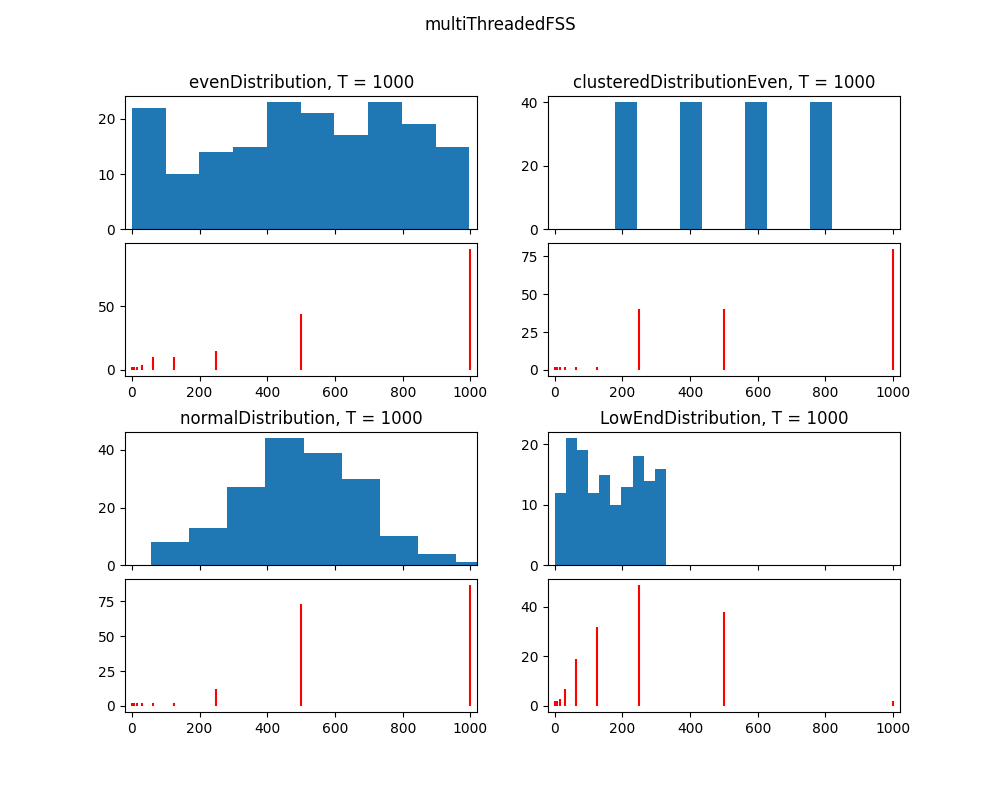 multiThreadedFSS
evenDistribution, T = 1000
clusteredDistributionEven, T = 1000
20
10
0
40
20
0
50
0
75
50
25
0
0 200 400 600 800 1000
0 200 400 600 800 1000
normalDistribution, T = 1000
LowEndDistribution, T = 1000
40
20
0
20
10
0
75
50
25
0
40
20
0
0 200 400 600 800 1000
0 200 400 600 800 1000